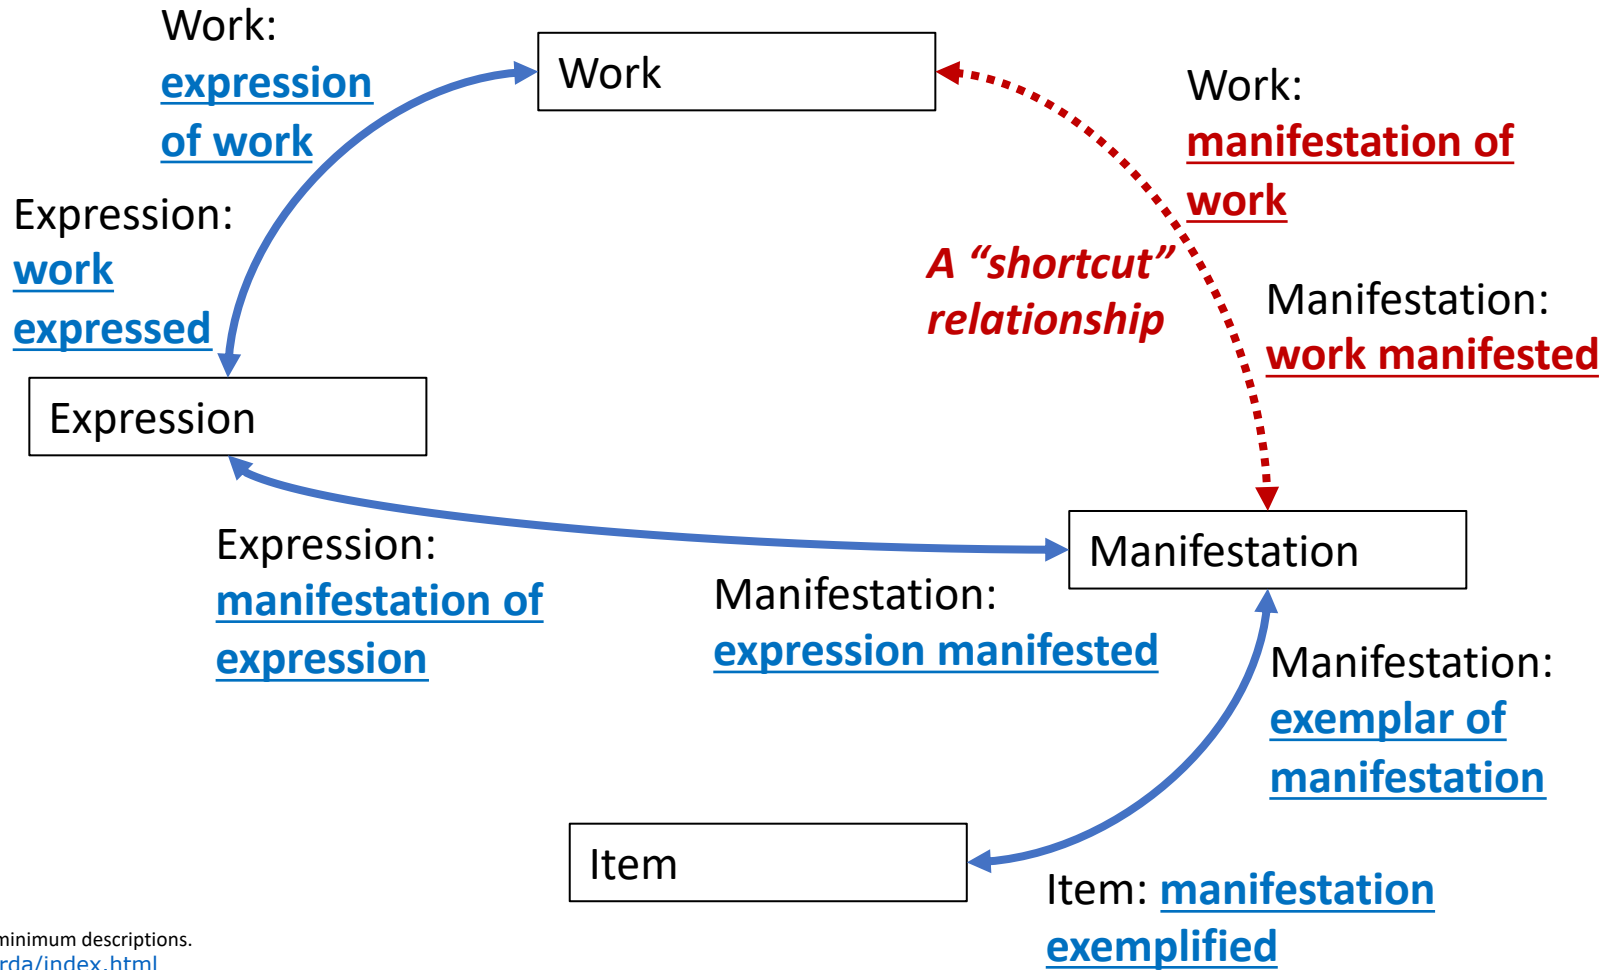 Work:
expression
of work
Work
Work:
manifestation of
work
Expression:
work
expressed
A “shortcut”
relationship
Manifestation:
work manifested
Expression
Expression:
manifestation of
expression
Manifestation
Manifestation:
expression manifested
Manifestation:
exemplar of
manifestation
Item
Item: manifestation
exemplified
minimum descriptions.
rda/index.html